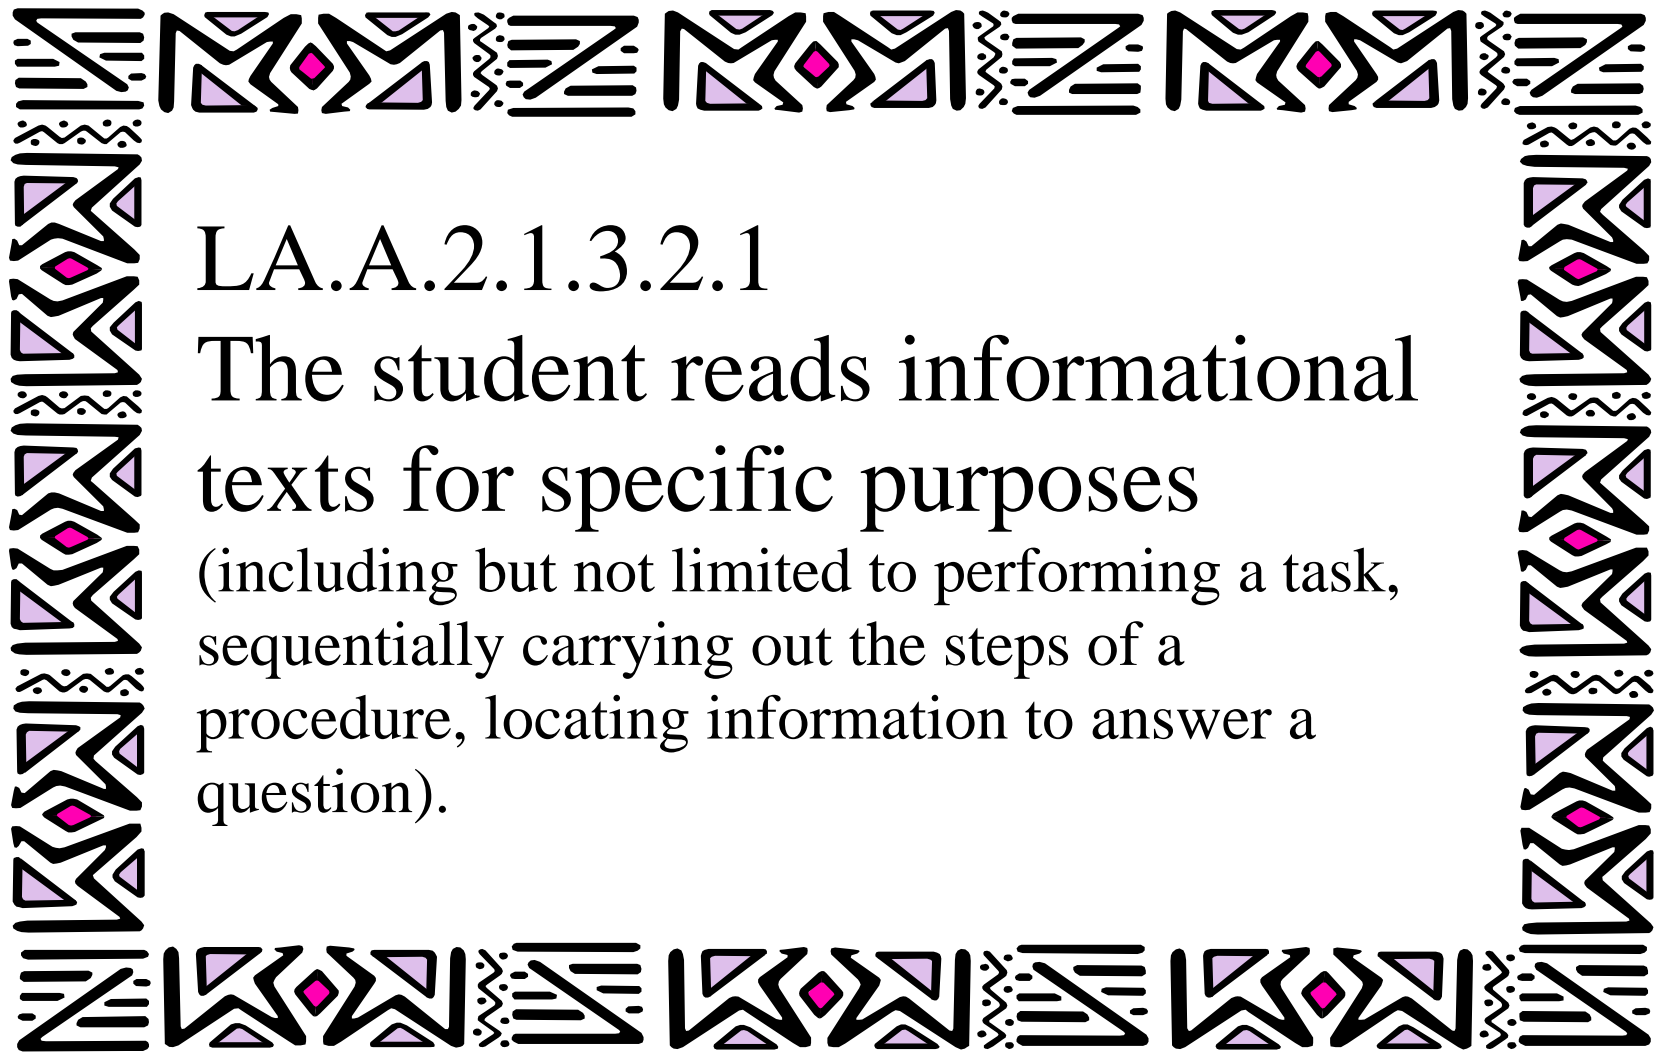 LA.A.2.1.3.2.1
The student reads informational
texts for specific purposes
(including but not limited to performing a task,
sequentially carrying out the steps of a
procedure, locating information to answer a
question).